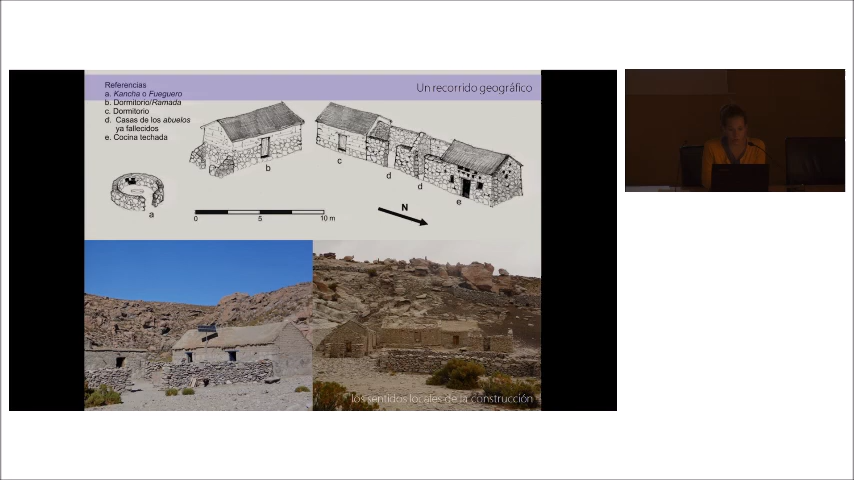 Referencias
a. Kancha o Fueguero
b. Dormitorio/Ramada
c. Dormitorio
d. Casas de los abuelos
ya fallecidos
e. Cocina techada
Un recorrido geográfico
a
b
c
d
d
e
0 5 10 m
N
los sentidos locales de la construcción